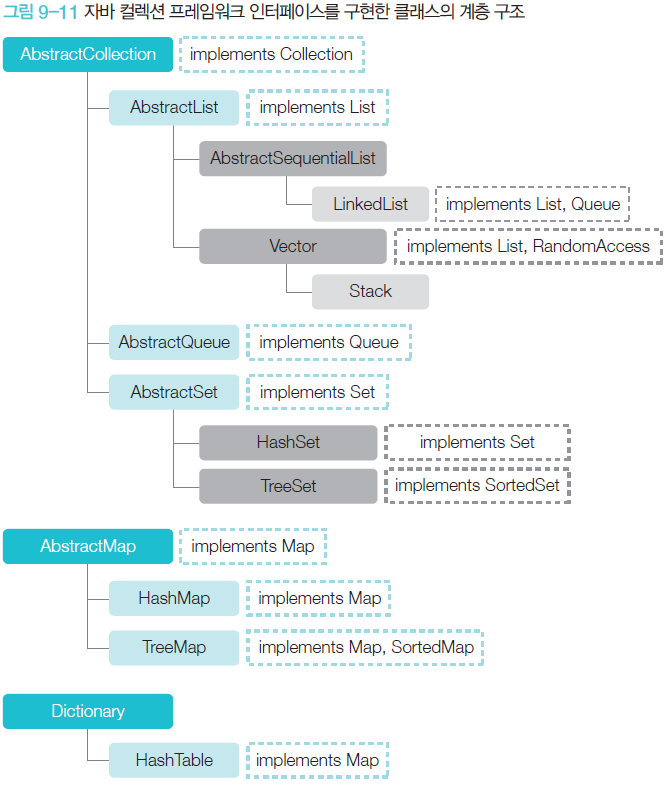 그림 9-11 자바 컬렉션 프레임워크 인터페이스를 구현한 클래스의 계층 구조
AbstractCollection implements Collection
AbstractList implements List
AbstractSequentialList
LinkedList implements List, Queue
Vector implements List, RandomAccess
Stack
AbstractQueue implements Queue
AbstractSet implements Set
HashSet implements Set
TreeSet implements SortedSet
AbstractMap implements Map
HashMap implements Map
TreeMap implements Map, SortedMap
Dictionary
HashTable implements Map